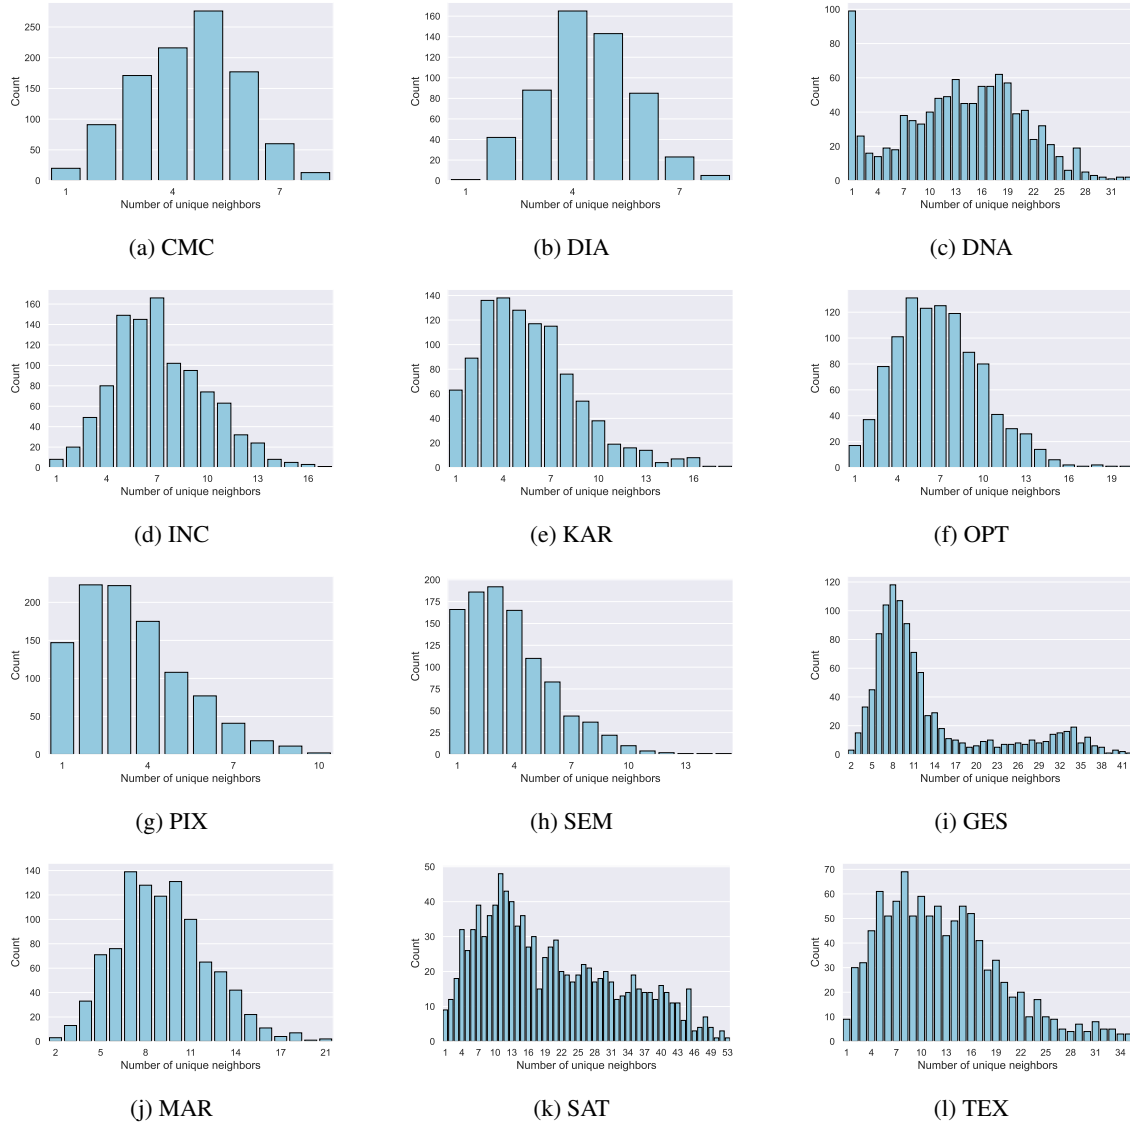 250
200
150
100
50
0
Count
1 4 7
Number of unique neighbors
(a) CMC
160
140
120
100
80
60
40
20
0
Count
1 4 7
Number of unique neighbors
(b) DIA
100
80
60
40
20
0
Count
1 4 7 10 13 16 19 22 25 28 31
Number of unique neighbors
(c) DNA
160
140
120
100
80
60
40
20
0
Count
1 4 7 10 13 16
Number of unique neighbors
(d) INC
140
120
100
80
60
40
20
0
Count
1 4 7 10 13 16
Number of unique neighbors
(e) KAR
120
100
80
60
40
20
0
Count
1 4 7 10 13 16 19
Number of unique neighbors
(f) OPT
200
150
100
50
0
Count
1 4 7 10
Number of unique neighbors
(g) PIX
200
175
150
125
100
75
50
25
0
Count
1 4 7 10 13
Number of unique neighbors
(h) SEM
120
100
80
60
40
20
0
Count
2 5 8 11 14 17 20 23 26 29 32 35 38 41
Number of unique neighbors
(i) GES
140
120
100
80
60
40
20
0
Count
2 5 8 11 14 17 21
Number of unique neighbors
(j) MAR
50
40
30
20
10
0
Count
1 4 7 10 13 16 19 22 25 28 31 34 37 40 43 46 49 53
Number of unique neighbors
(k) SAT
70
60
50
40
30
20
10
0
Count
1 4 7 10 13 16 19 22 25 28 31 34
Number of unique neighbors
(l) TEX